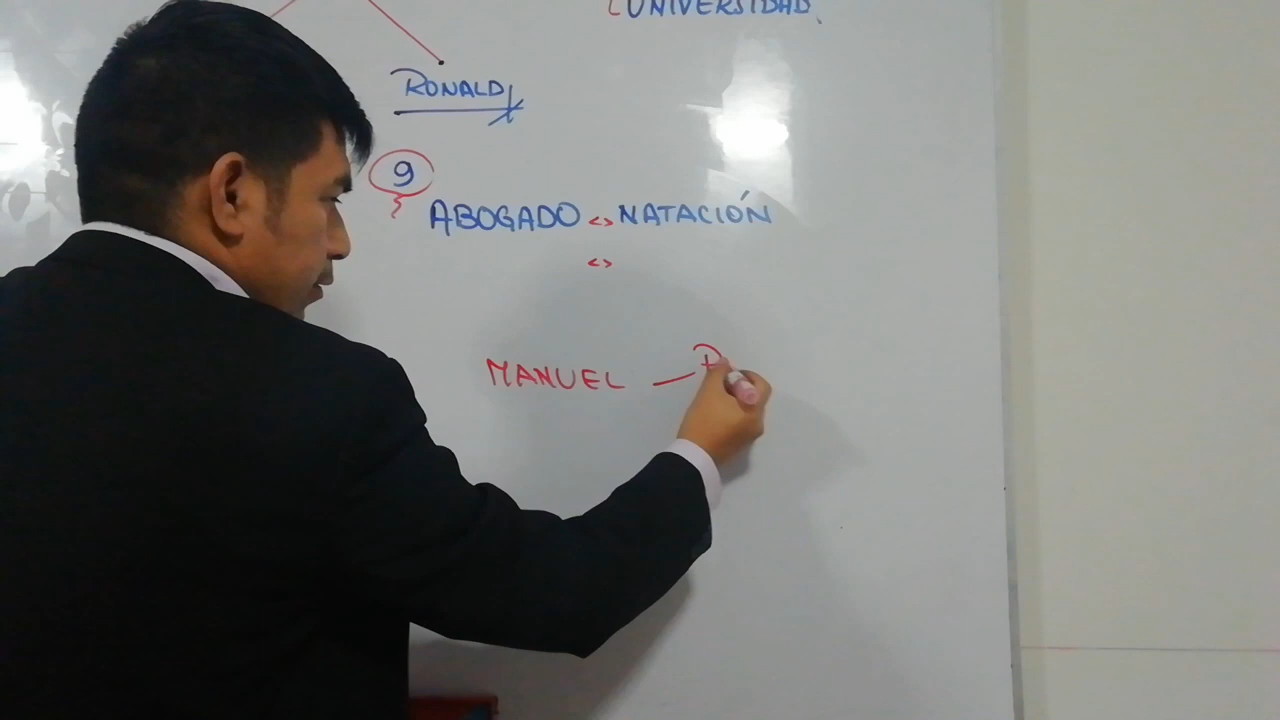 UNIVERSIDAD
RONALD
9
ABOGADO <> NATACIÓN
<>
MANUEL —